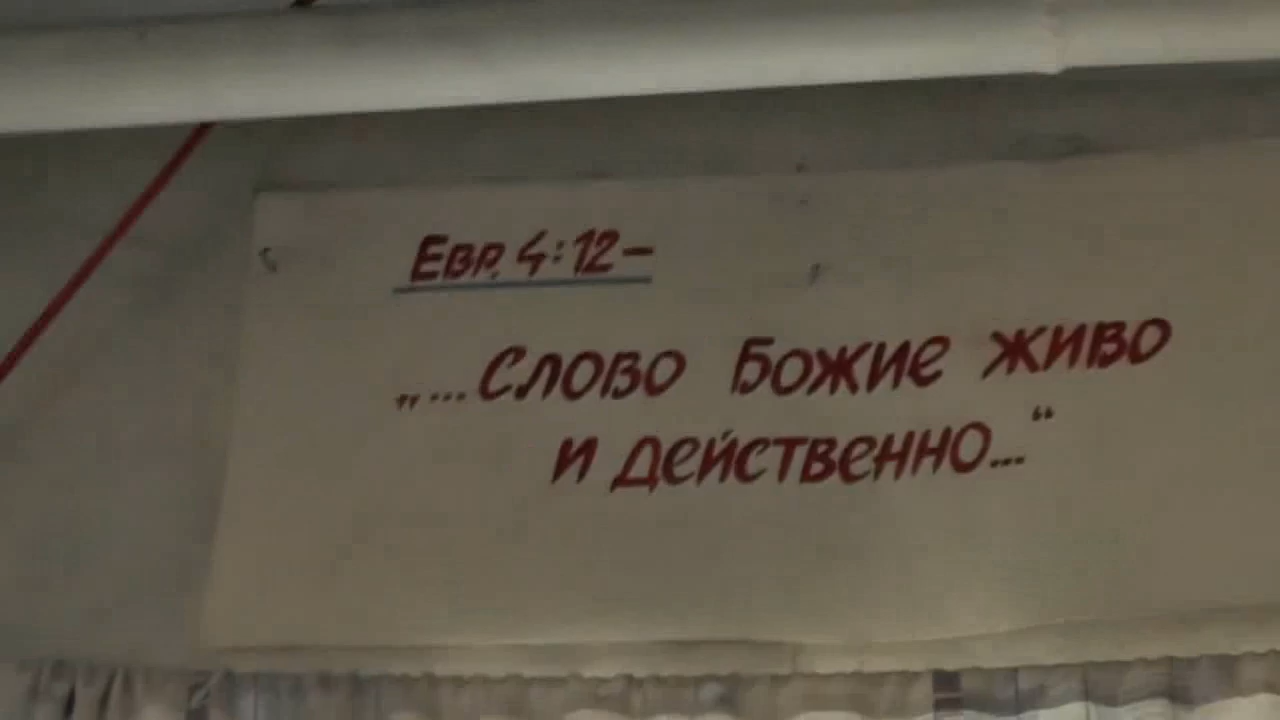 Евр. 4:12–
„...Слово Божие живо
и действенно...“